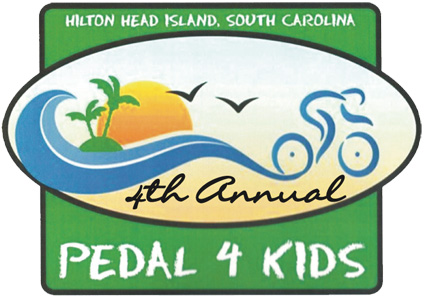 HILTON HEAD ISLAND, SOUTH CAROLINA
4th Annual
PEDAL 4 KIDS